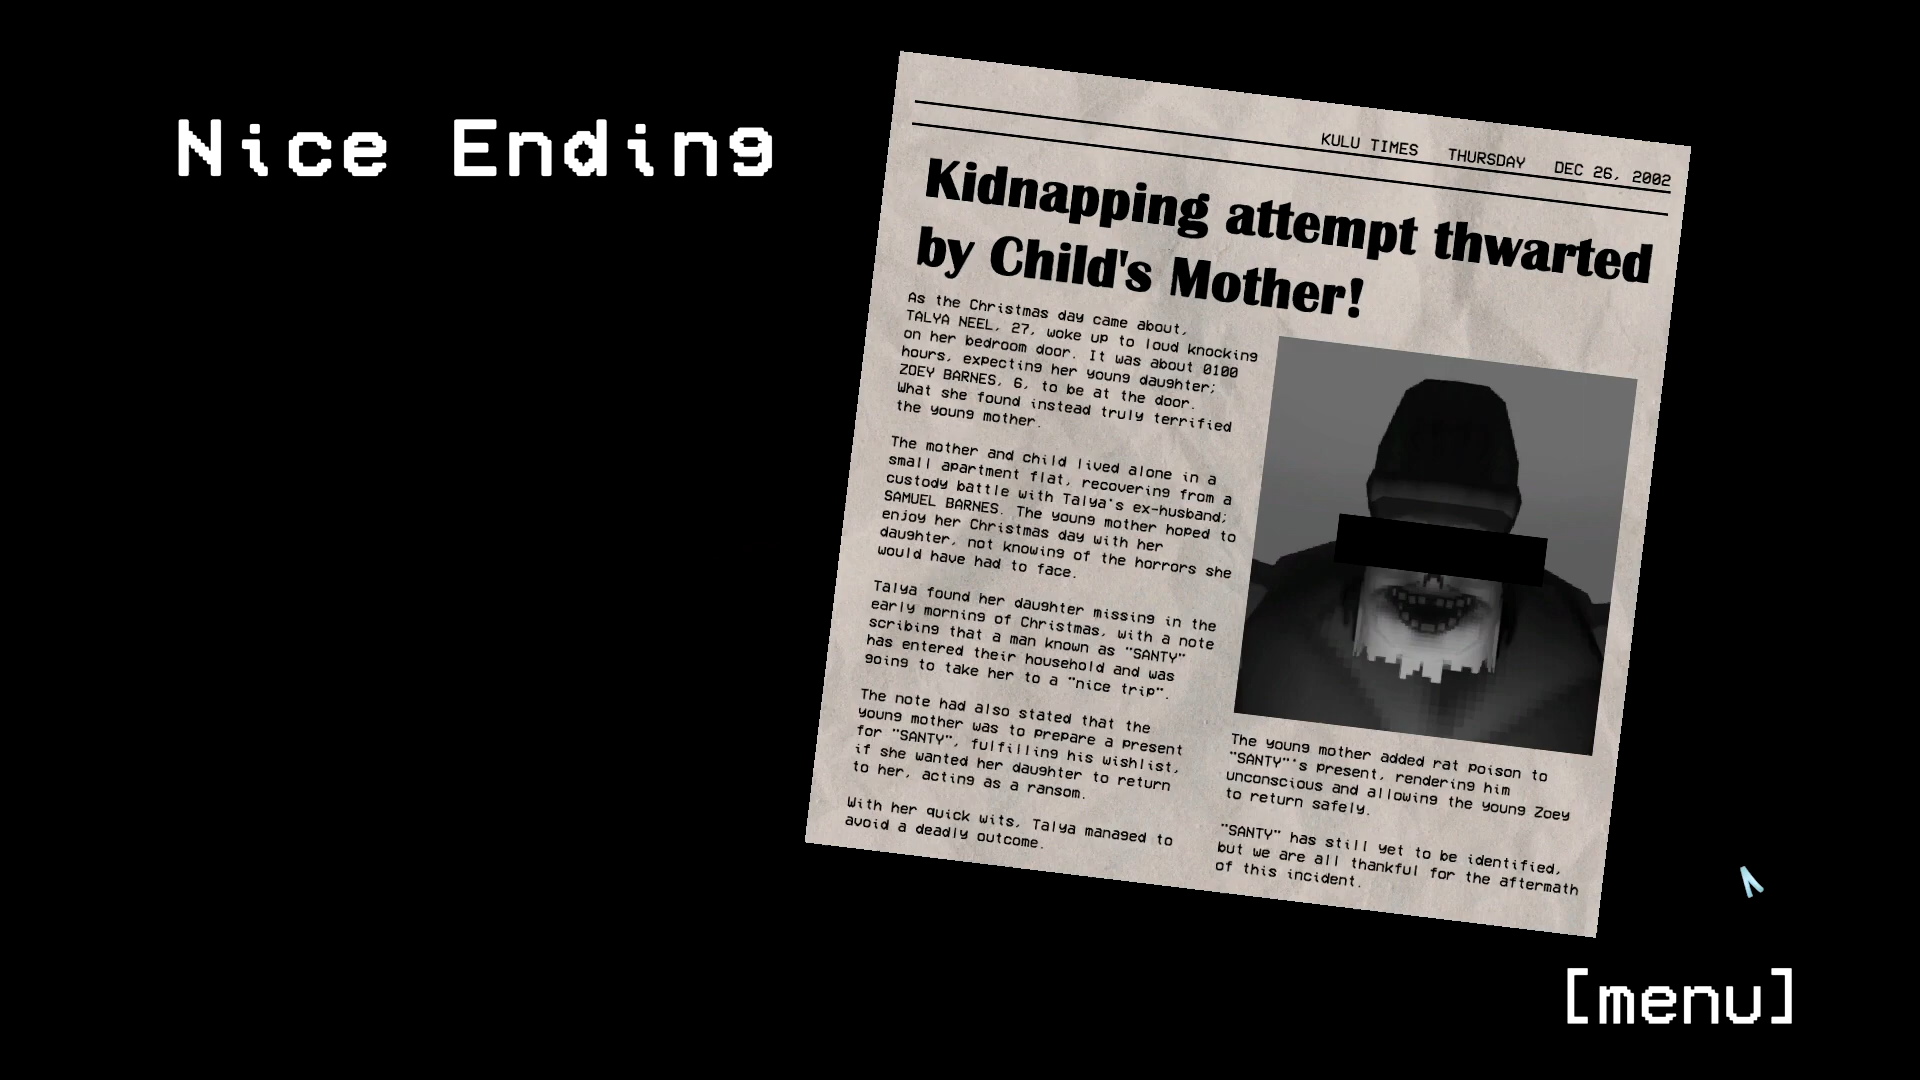 Nice Ending
KULU TIMES THURSDAY DEC 26, 2002
Kidnapping attempt thwarted
by Child's Mother!
As the Christmas day came about,
TALYA NEEL, 27, woke up to loud knocking
on her bedroom door. It was about 0100
hours, expecting her young daughter;
ZOEY BARNES, 6, to be at the door.
What she found instead truly terrified
the young mother.
The mother and child lived alone in a
small apartment flat, recovering from a
custody battle with Talya's ex-husband;
SAMUEL BARNES. The young mother hoped to
enjoy her Christmas day with her
daughter, not knowing of the horrors she
would have had to face.
Talya found her daughter missing in the
early morning of Christmas, with a note
scribing that a man known as "SANTY"
has entered their household and was
going to take her to a "nice trip".
The note had also stated that the
young mother was to prepare a present
for "SANTY", fulfilling his wishlist,
if she wanted her daughter to return
to her, acting as a ransom.
With her quick wits, Talya managed to
avoid a deadly outcome.
The young mother added rat poison to
"SANTY"'s present, rendering him
unconscious and allowing the young Zoey
to return safely.
"SANTY" has still yet to be identified,
but we are all thankful for the aftermath
of this incident.
[menu]